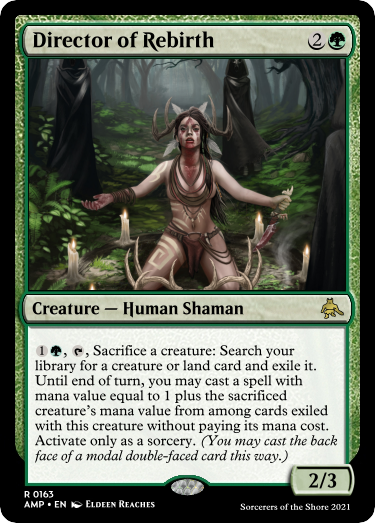 Director of Rebirth 2
Creature — Human Shaman
1, , Sacrifice a creature: Search your
library for a creature or land card and exile it.
Until end of turn, you may cast a spell with
mana value equal to 1 plus the sacrificed
creature's mana value from among cards exiled
with this creature without paying its mana cost.
Activate only as a sorcery. (You may cast the back
face of a modal double-faced card this way.)
2/3
R 0163
AMP • EN Eldeen Reaches
Sorcerers of the Shore 2021